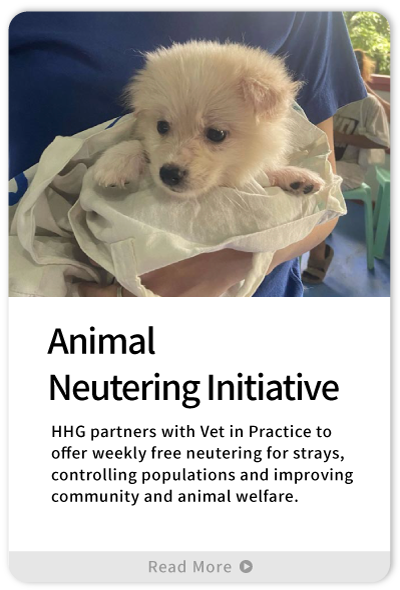 Animal
Neutering Initiative
HHG partners with Vet in Practice to
offer weekly free neutering for strays,
controlling populations and improving
community and animal welfare.
Read More